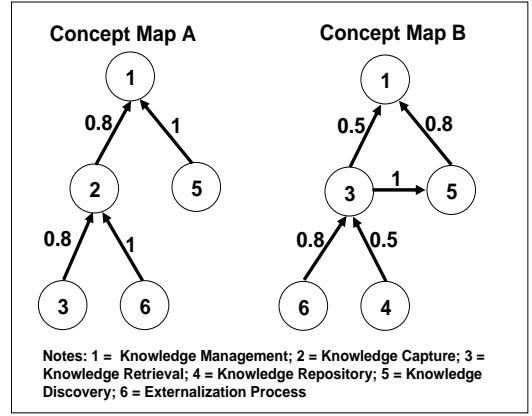 Concept Map A Concept Map B
1 1
0.8 1 0.5 0.8
2 5 3 1 5
0.8 1 0.8 0.5
3 6 6 4
Notes: 1 = Knowledge Management; 2 = Knowledge Capture; 3 =
Knowledge Retrieval; 4 = Knowledge Repository; 5 = Knowledge
Discovery; 6 = Externalization Process